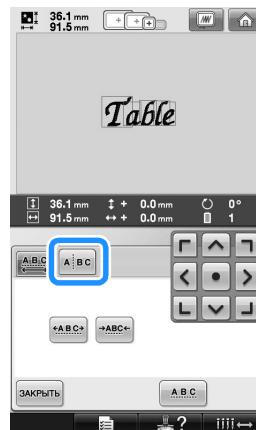 36.1 mm
91.5 mm
Table
36.1 mm + 0.0 mm 0°
91.5 mm + 0.0 mm 1
ABC A BC
ABC ABC
ЗАКРЫТЬ ABC
?